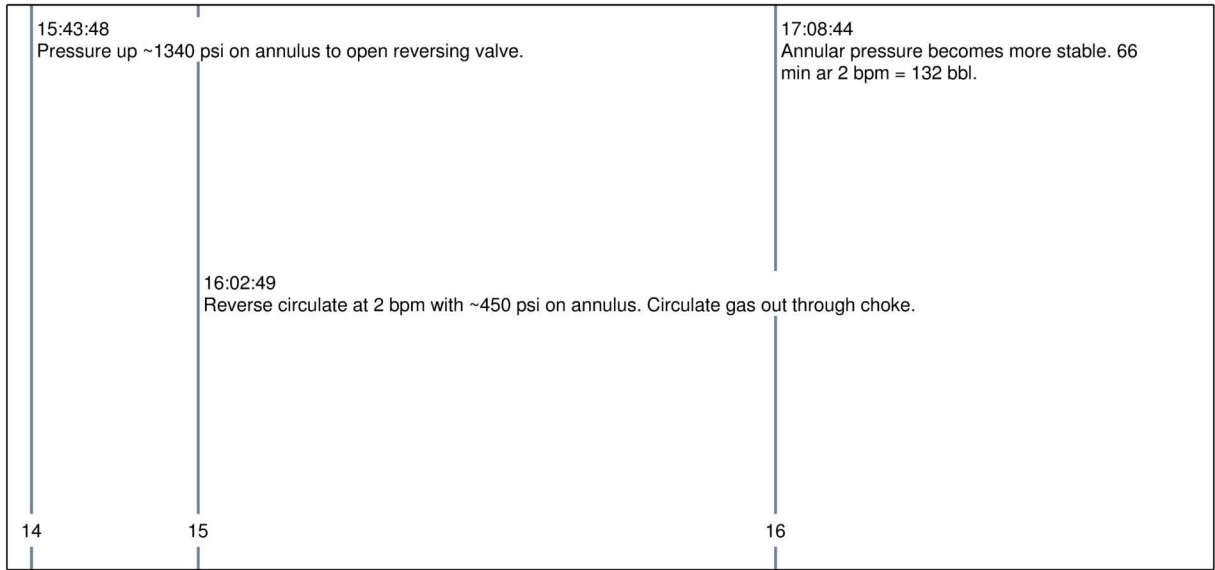 15:43:48
Pressure up ~1340 psi on annulus to open reversing valve.
17:08:44
Annular pressure becomes more stable. 66
min ar 2 bpm = 132 bbl.
16:02:49
Reverse circulate at 2 bpm with ~450 psi on annulus. Circulate gas out through choke.
14
15
16